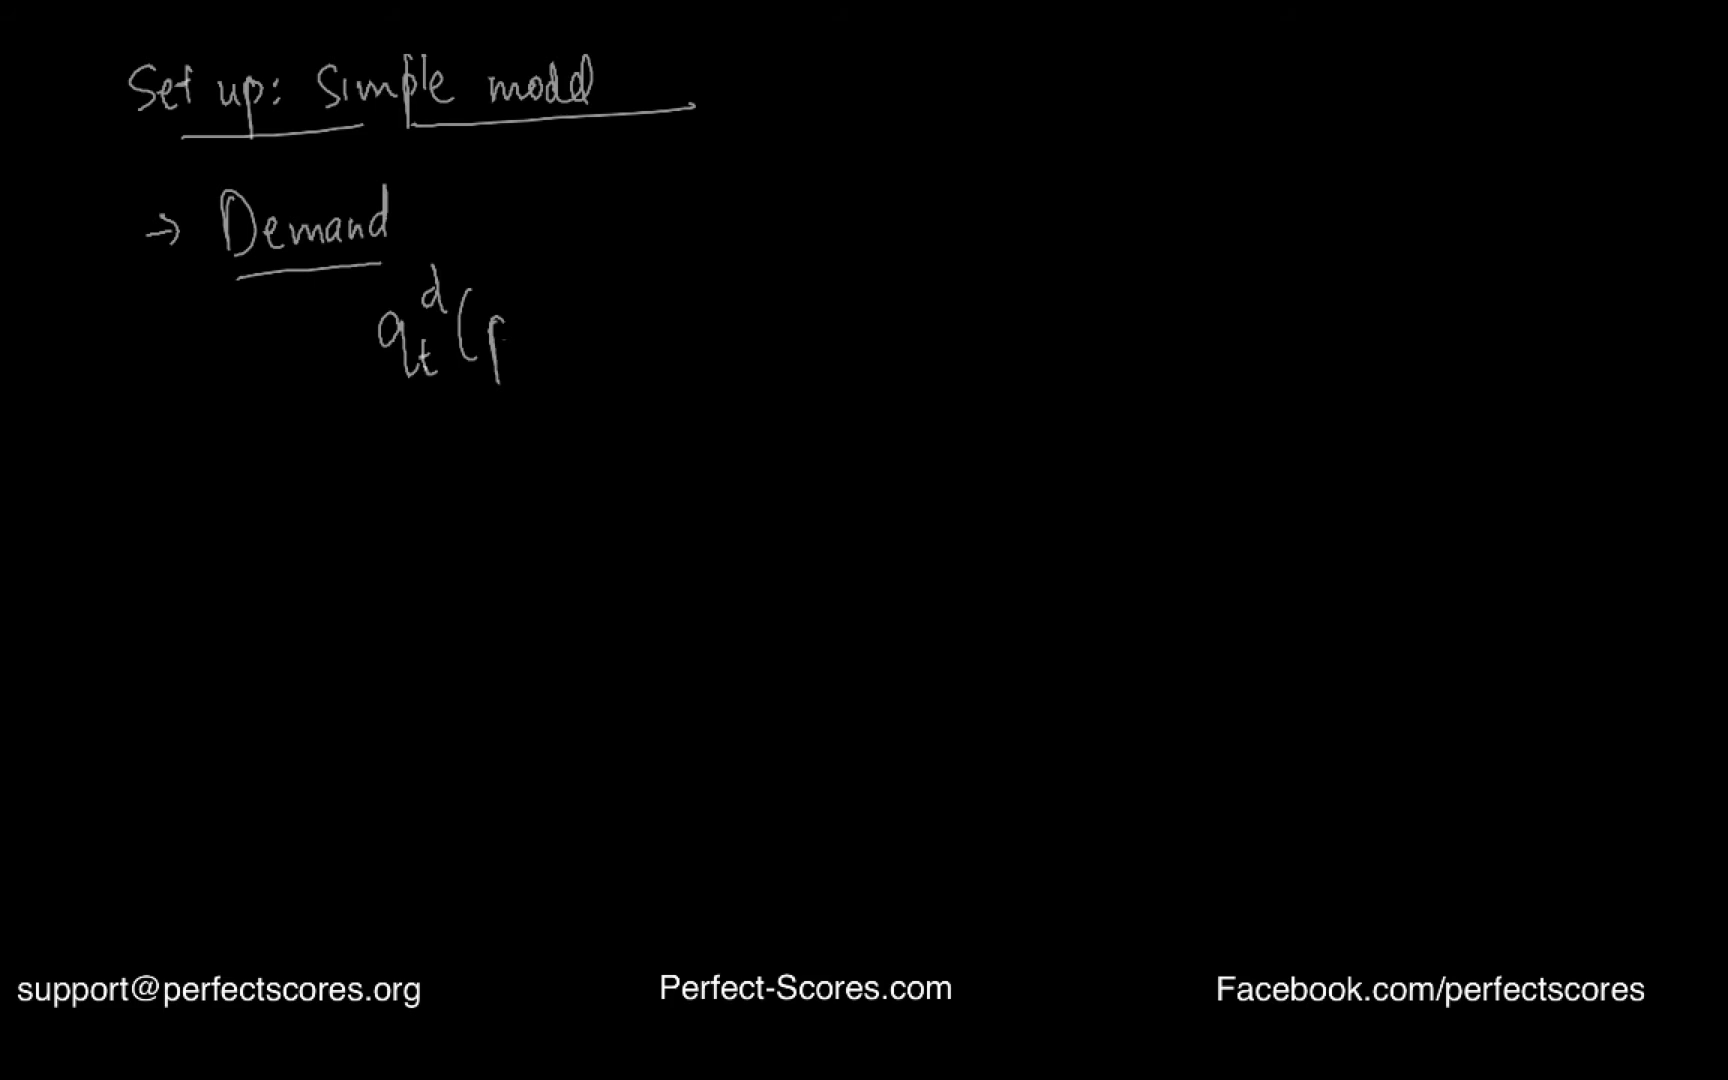 Set up: Simple model
→ Demand
q_t^d (p
support@perfectscores.org
Perfect-Scores.com
Facebook.com/perfectscores